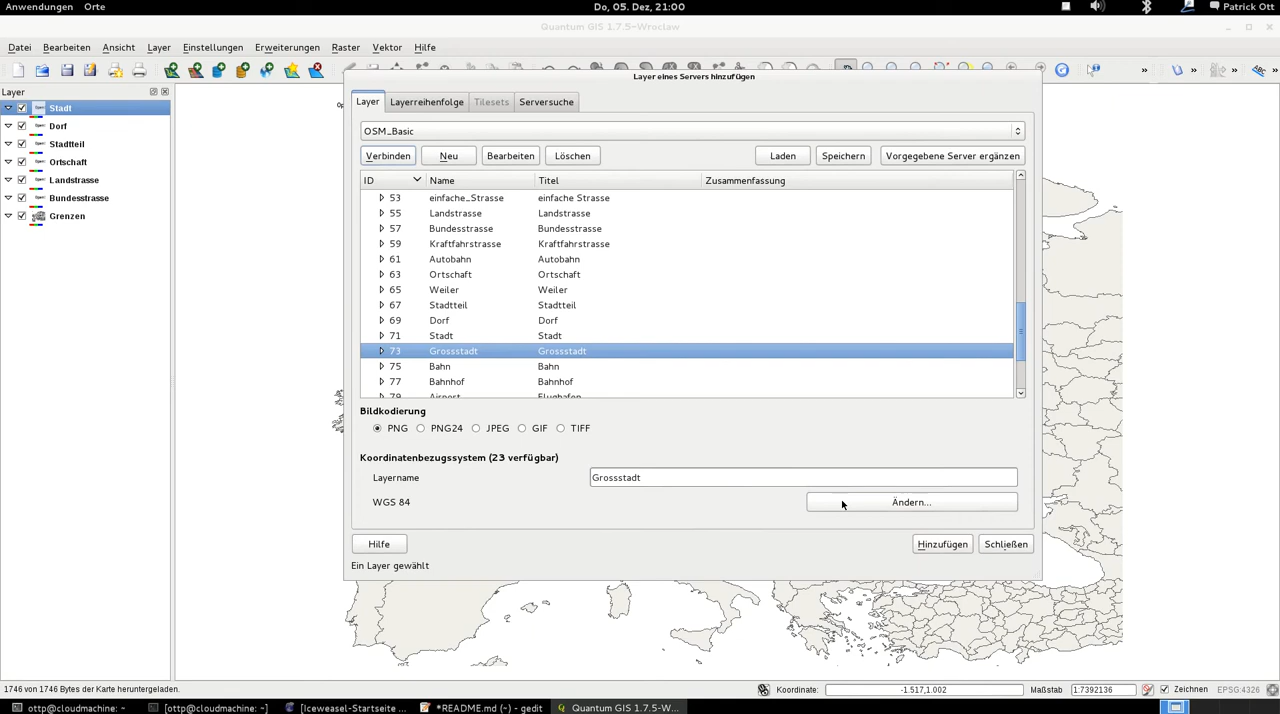 Anwendungen Orte Do, 05. Dez, 21:00 Patrick Ott
Quantum GIS 1.7.5-Wroclaw
Datei Bearbeiten Ansicht Layer Einstellungen Erweiterungen Raster Vektor Hilfe
Layer eines Servers hinzufügen
Layer
Stadt
Dorf
Stadtteil
Ortschaft
Landstrasse
Bundesstrasse
Grenzen
Layer Layerreihenfolge Tilesets Serversuche
OSM_Basic
Verbinden Neu Bearbeiten Löschen Laden Speichern Vorgegebene Server ergänzen
ID Name Titel Zusammenfassung
53 einfache_Strasse einfache Strasse
55 Landstrasse Landstrasse
57 Bundesstrasse Bundesstrasse
59 Kraftfahrstrasse Kraftfahrstrasse
61 Autobahn Autobahn
63 Ortschaft Ortschaft
65 Weiler Weiler
67 Stadtteil Stadtteil
69 Dorf Dorf
71 Stadt Stadt
73 Grossstadt Grossstadt
75 Bahn Bahn
77 Bahnhof Bahnhof
79 Airport Flughafen
Bildkodierung
PNG PNG24 JPEG GIF TIFF
Koordinatenbezugssystem (23 verfügbar)
Layername Grossstadt
WGS 84 Ändern...
Hilfe Hinzufügen Schließen
Ein Layer gewählt
1746 von 1746 Bytes der Karte heruntergeladen. Koordinate: -1.517,1.002 Maßstab 1:7392136 Zeichnen EPSG:4326
ottp@cloudmachine: ~ [ottp@cloudmachine: ~] [Iceweasel-Startseite ... *README.md (~) - gedit Quantum GIS 1.7.5-W...